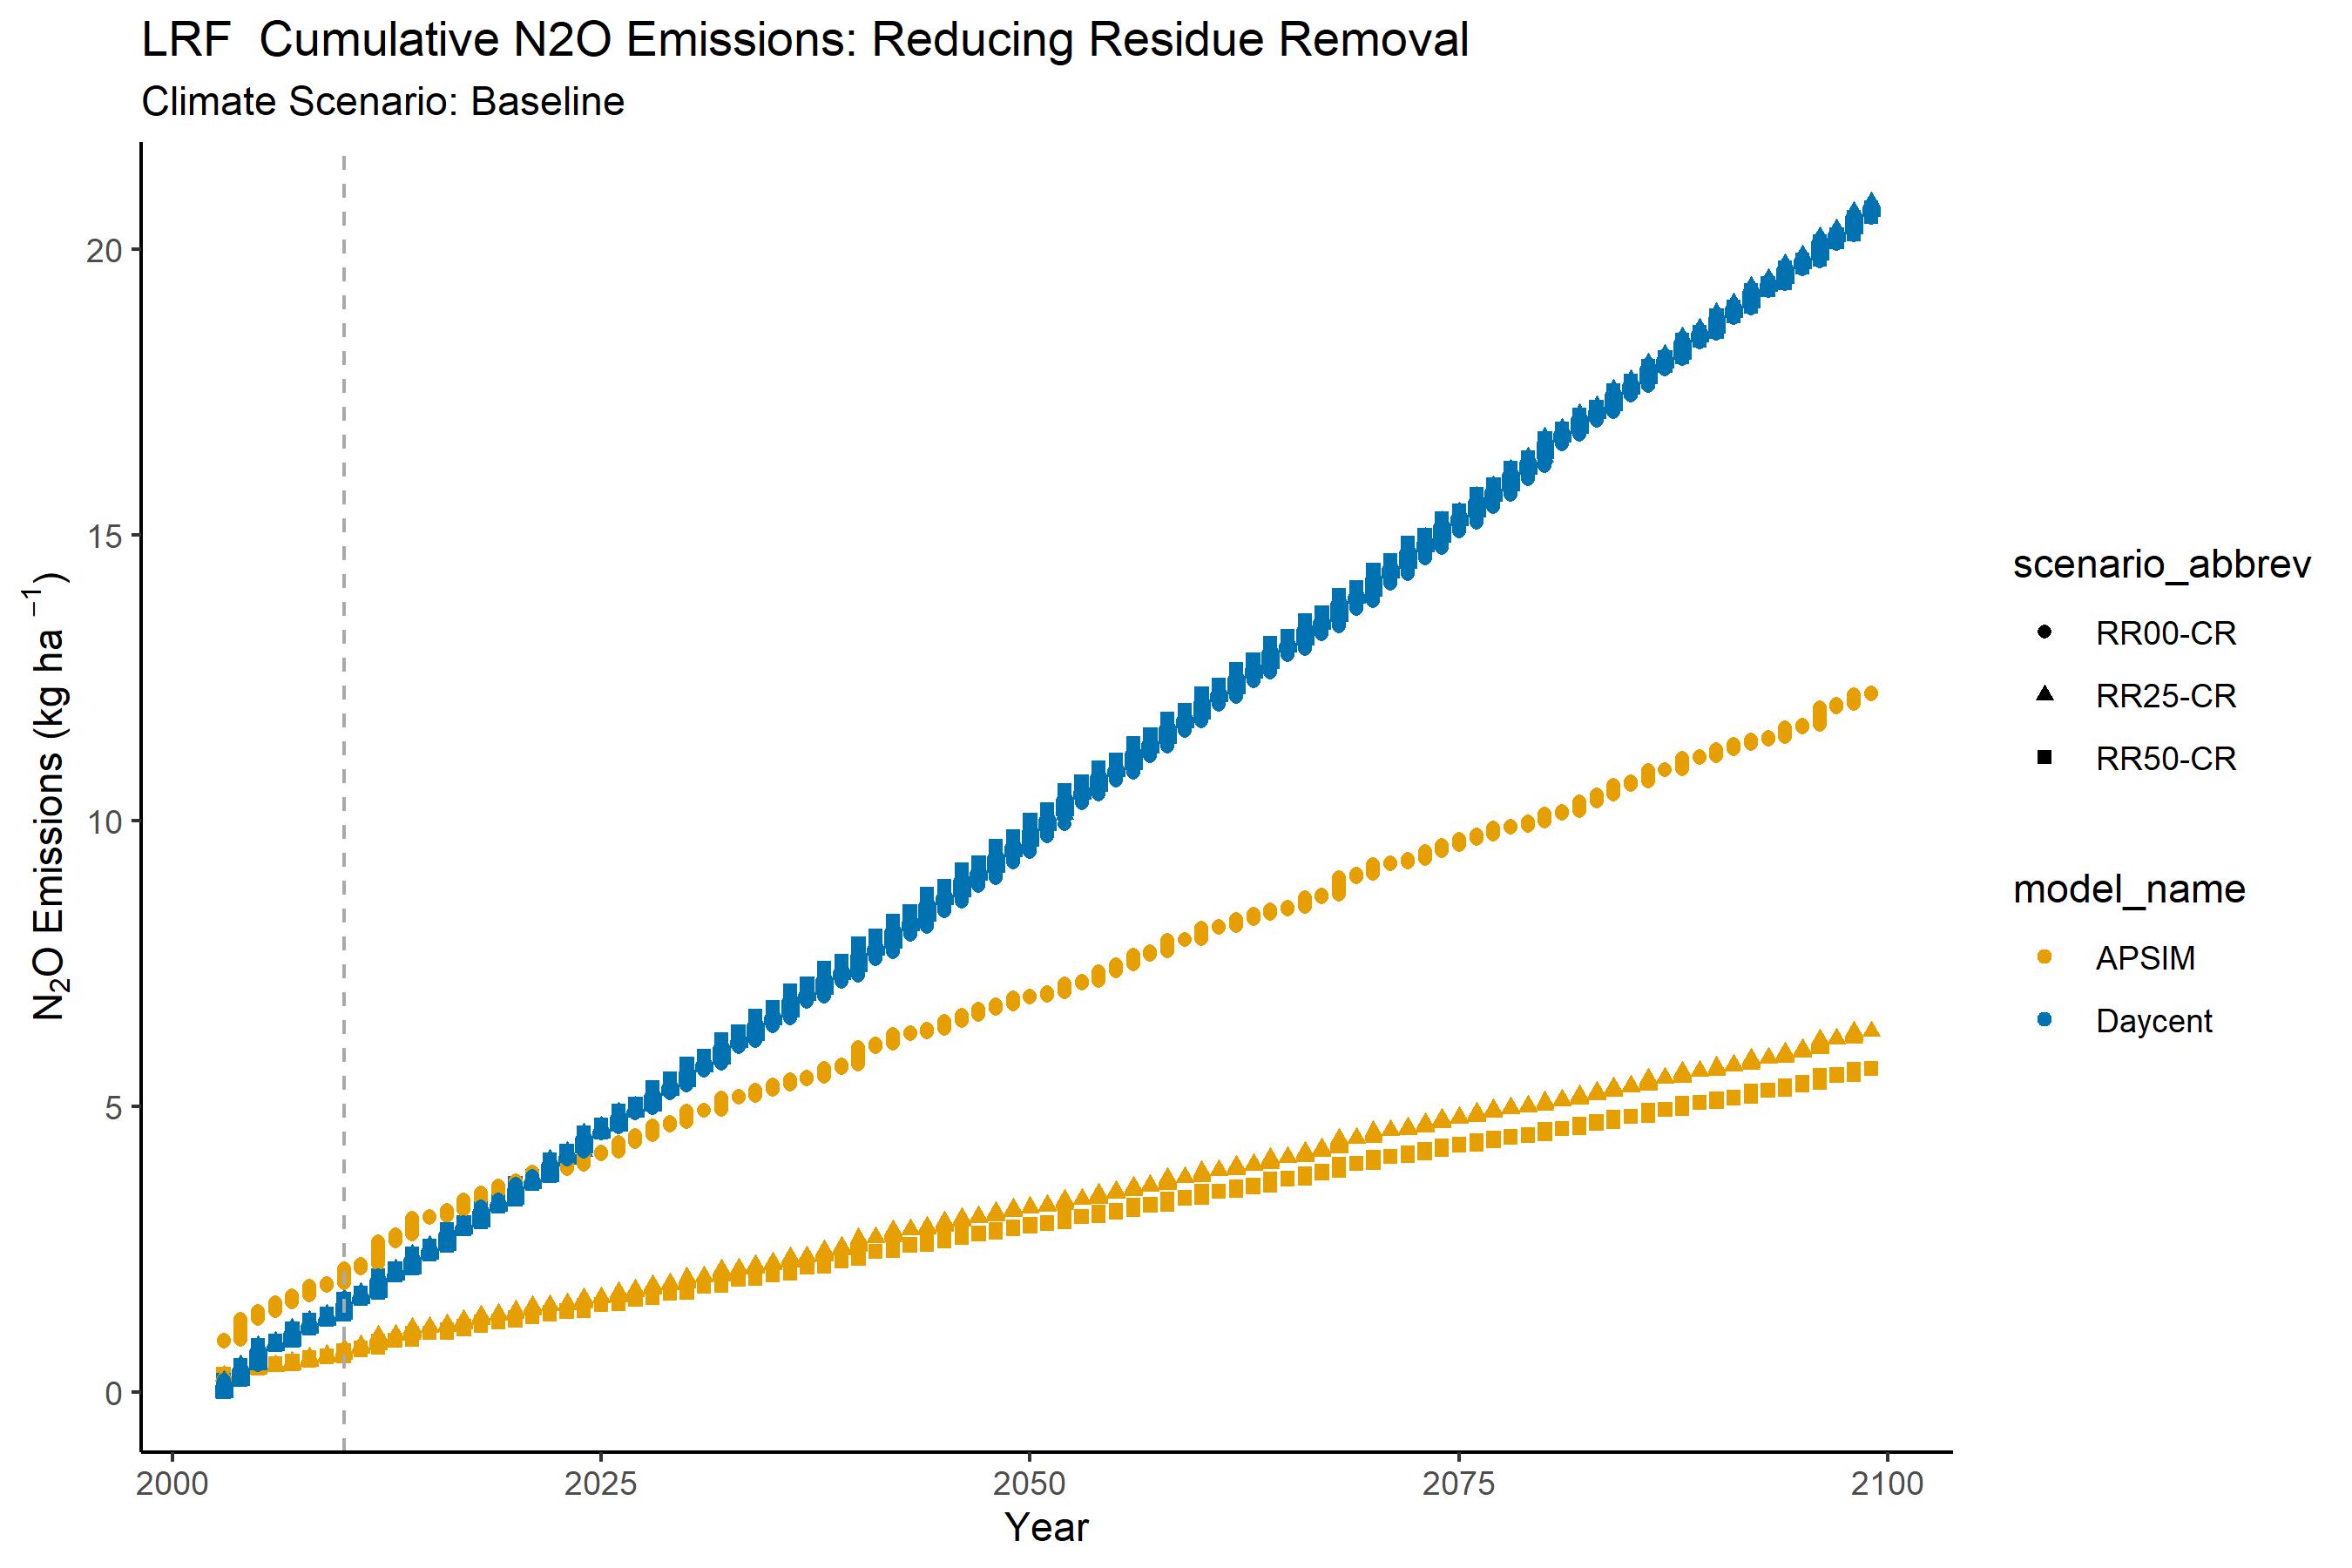 LRF  Cumulative N2O Emissions: Reducing Residue Removal
Climate Scenario: Baseline
N₂O Emissions (kg ha ⁻¹)
20
15
10
5
0
2000
2025
2050
2075
2100
Year
scenario_abbrev
RR00-CR
RR25-CR
RR50-CR
model_name
APSIM
Daycent